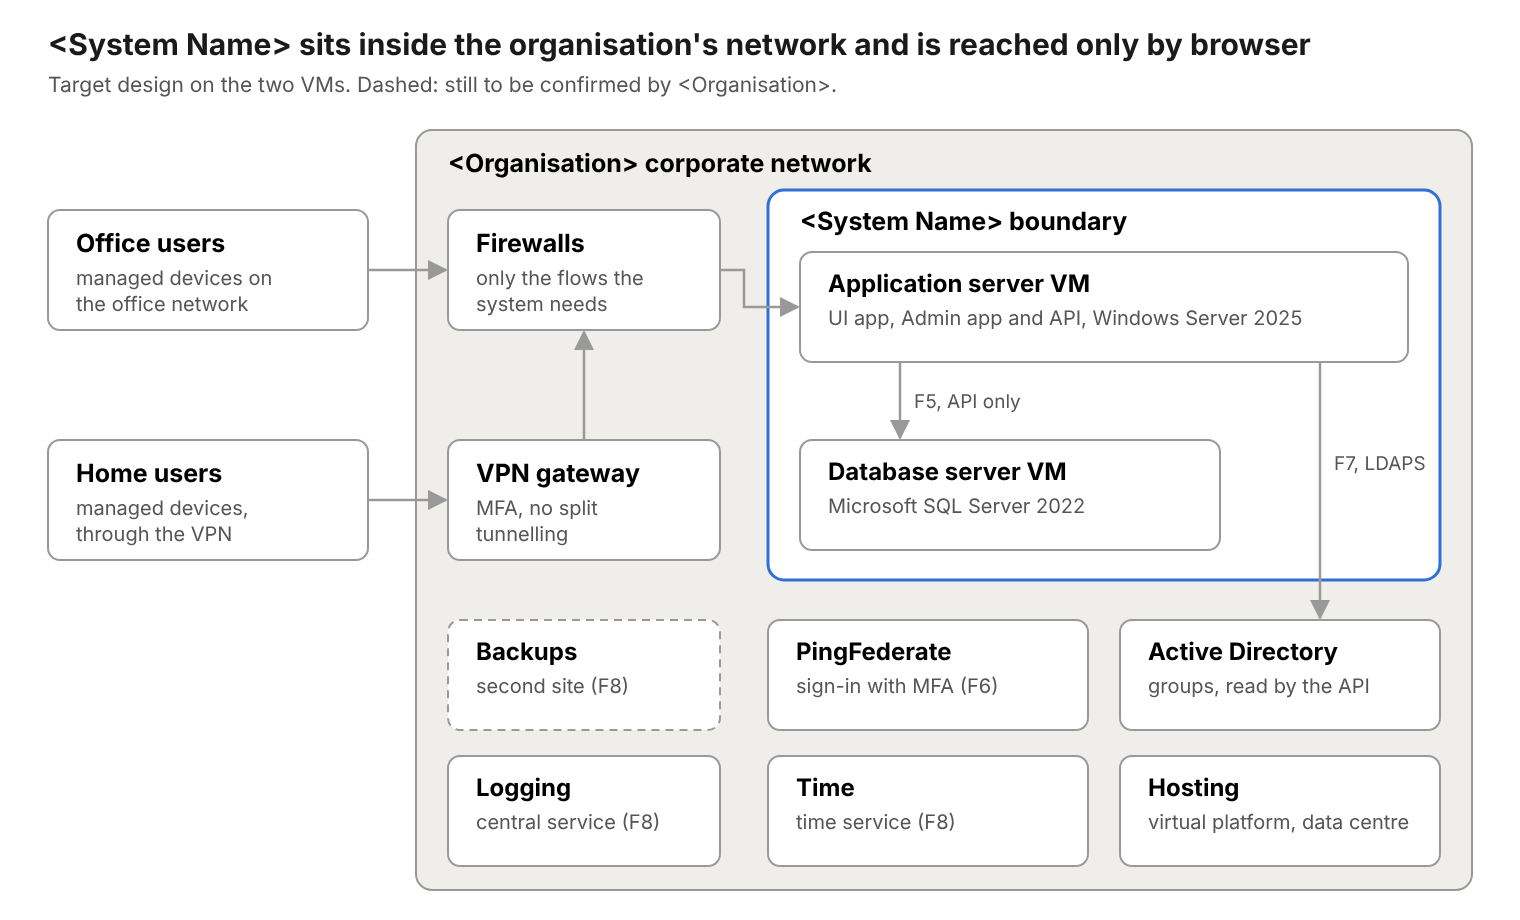 <System Name> sits inside the organisation's network and is reached only by browser
Target design on the two VMs. Dashed: still to be confirmed by <Organisation>.
<Organisation> corporate network
Office users
managed devices on
the office network
Firewalls
only the flows the
system needs
<System Name> boundary
Application server VM
UI app, Admin app and API, Windows Server 2025
F5, API only
F7, LDAPS
Home users
managed devices,
through the VPN
VPN gateway
MFA, no split
tunnelling
Database server VM
Microsoft SQL Server 2022
Backups
second site (F8)
PingFederate
sign-in with MFA (F6)
Active Directory
groups, read by the API
Logging
central service (F8)
Time
time service (F8)
Hosting
virtual platform, data centre